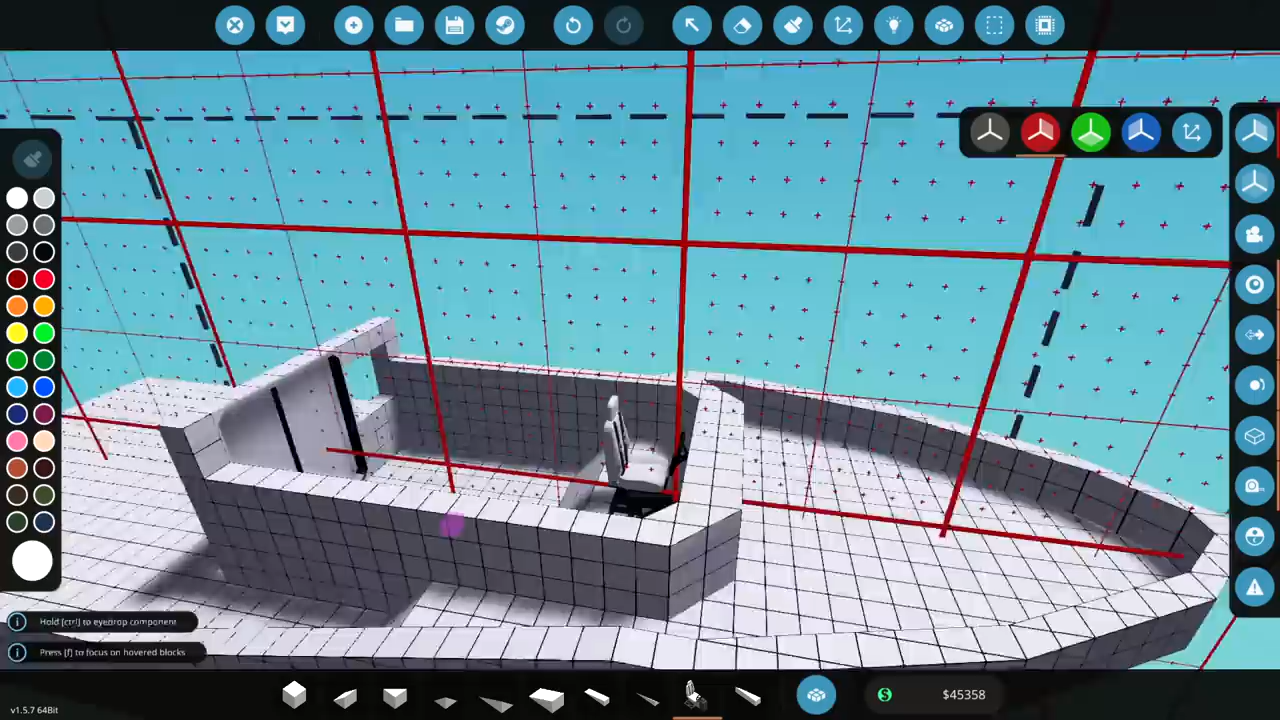 Hold [ctrl] to eyedrop component
Press [f] to focus on hovered blocks
$ $45358
v1.5.7 64Bit